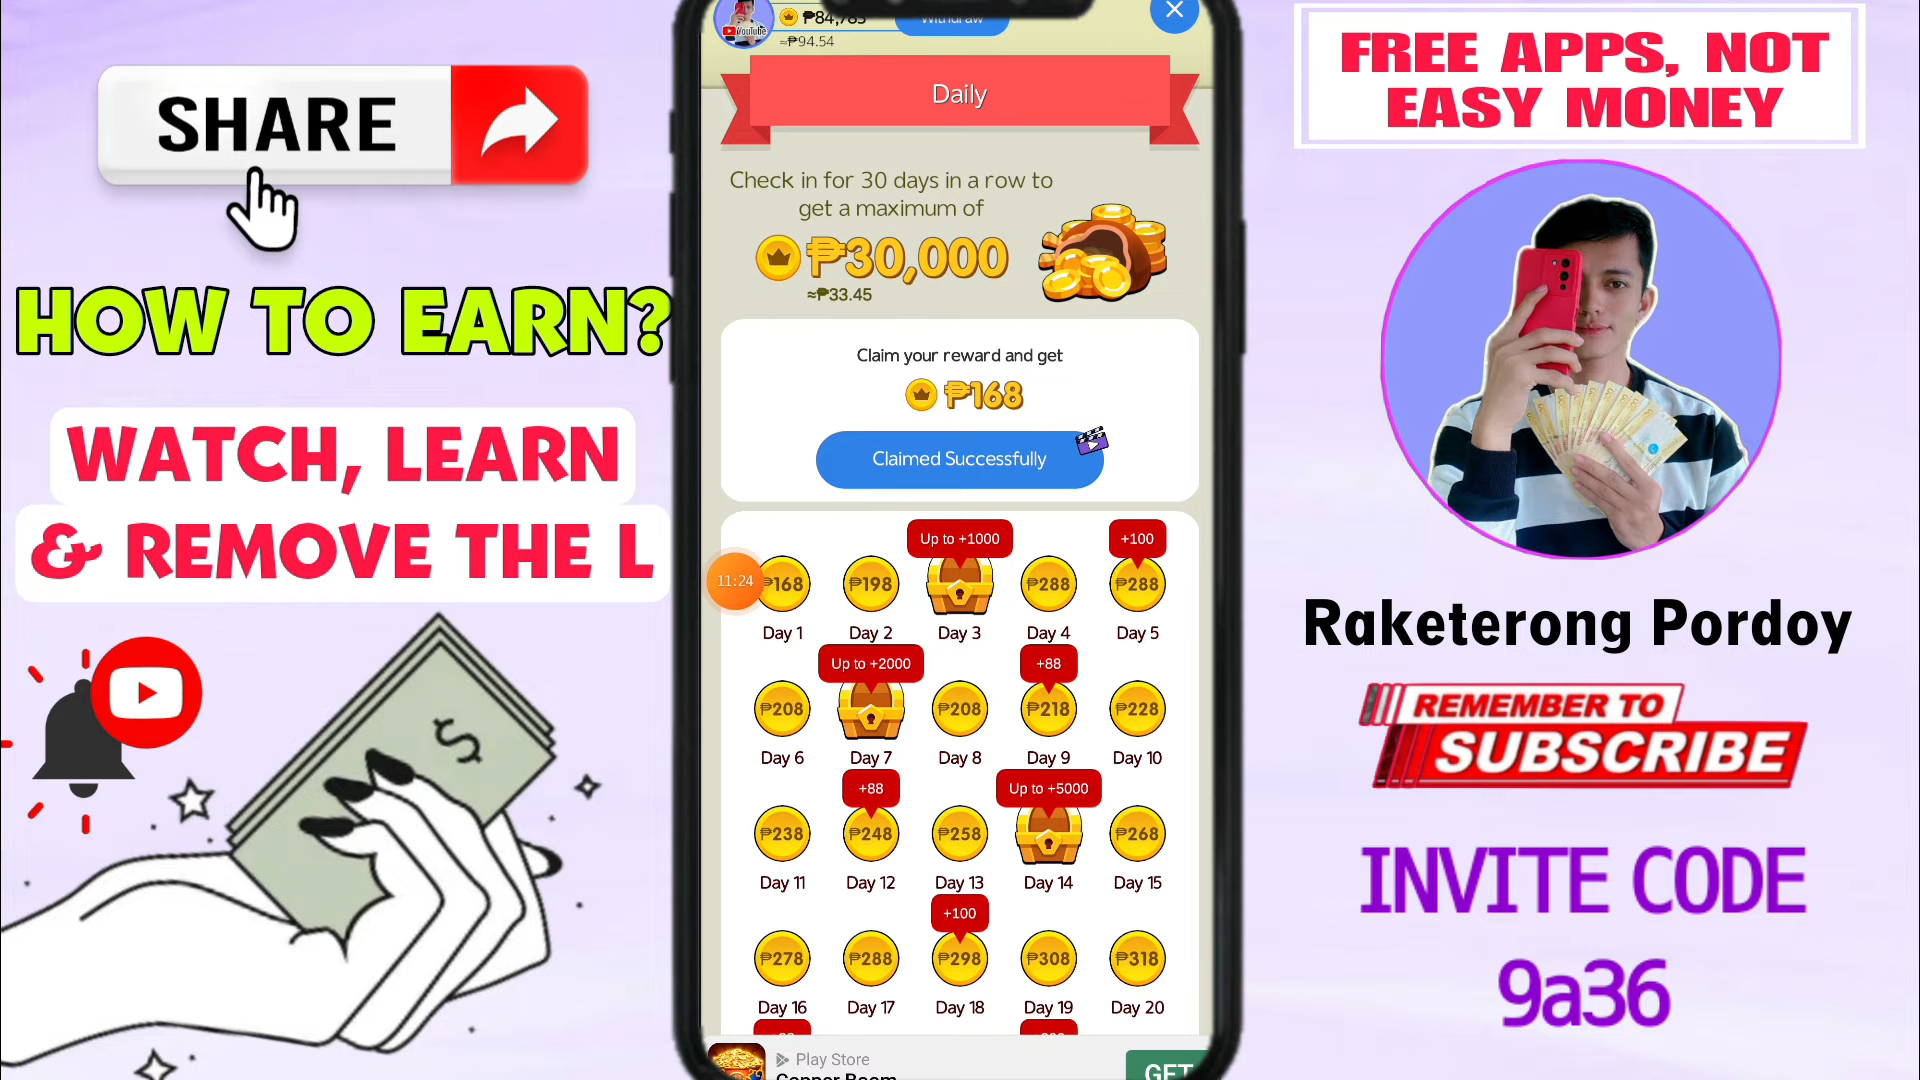 SHARE
HOW TO EARN?
WATCH, LEARN
& REMOVE THE L
₱84,783
Withdraw
≈₱94.54
YouTube
Daily
Check in for 30 days in a row to
get a maximum of
₱30,000
≈₱33.45
Claim your reward and get
₱168
Claimed Successfully
Up to +1000
+100
11:24
₱168
₱198
₱288
₱288
Day 1
Day 2
Day 3
Day 4
Day 5
Up to +2000
+88
₱208
₱208
₱218
₱228
Day 6
Day 7
Day 8
Day 9
Day 10
+88
Up to +5000
₱238
₱248
₱258
₱268
Day 11
Day 12
Day 13
Day 14
Day 15
+100
₱278
₱288
₱298
₱308
₱318
Day 16
Day 17
Day 18
Day 19
Day 20
Play Store
GET
FREE APPS, NOT
EASY MONEY
Raketerong Pordoy
REMEMBER TO
SUBSCRIBE
INVITE CODE
9a36